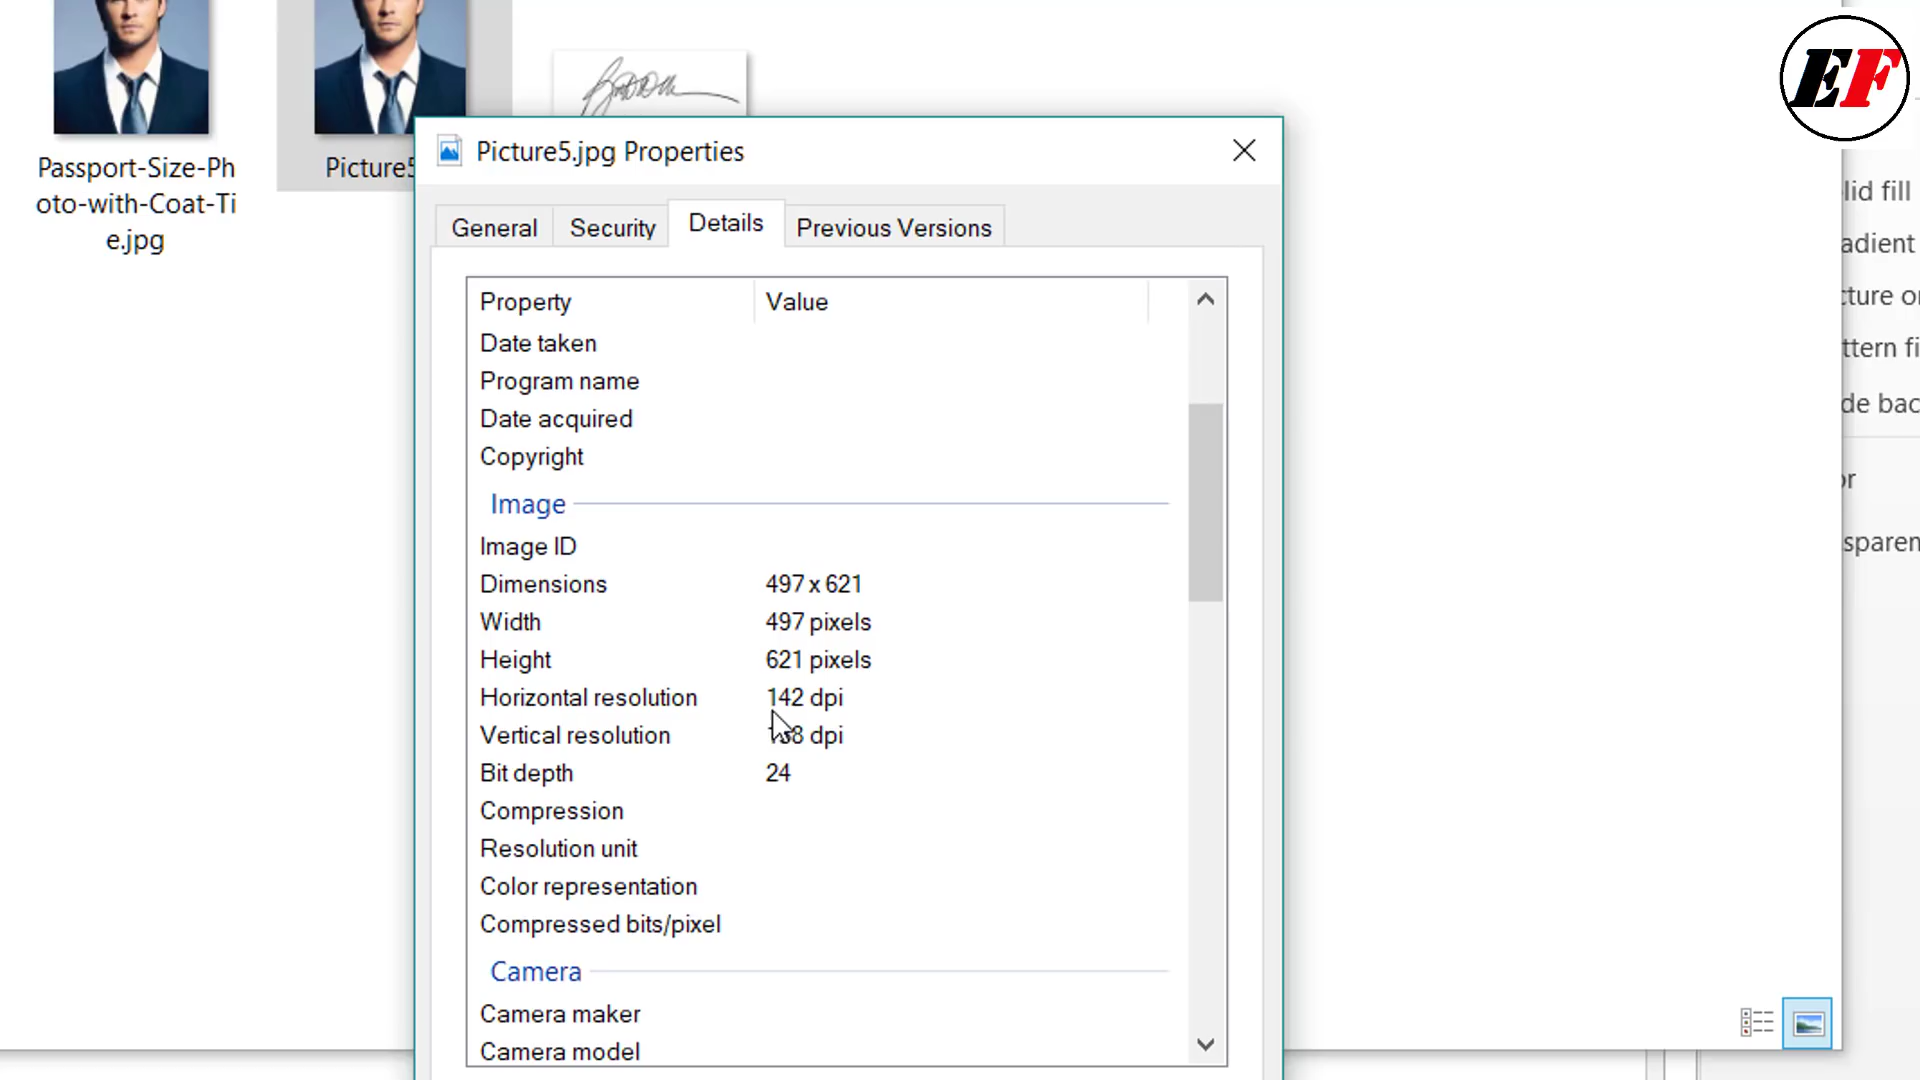 EF
Passport-Size-Ph
oto-with-Coat-Ti
e.jpg
Picture5
Picture5.jpg Properties
General
Security
Details
Previous Versions
Property Value
Date taken
Program name
Date acquired
Copyright
Image
Image ID
Dimensions 497 x 621
Width 497 pixels
Height 621 pixels
Horizontal resolution 142 dpi
Vertical resolution dpi
Bit depth 24
Compression
Resolution unit
Color representation
Compressed bits/pixel
Camera
Camera maker
Camera model
lid fill
adient
cture or
ttern fi
de bac
or
sparen